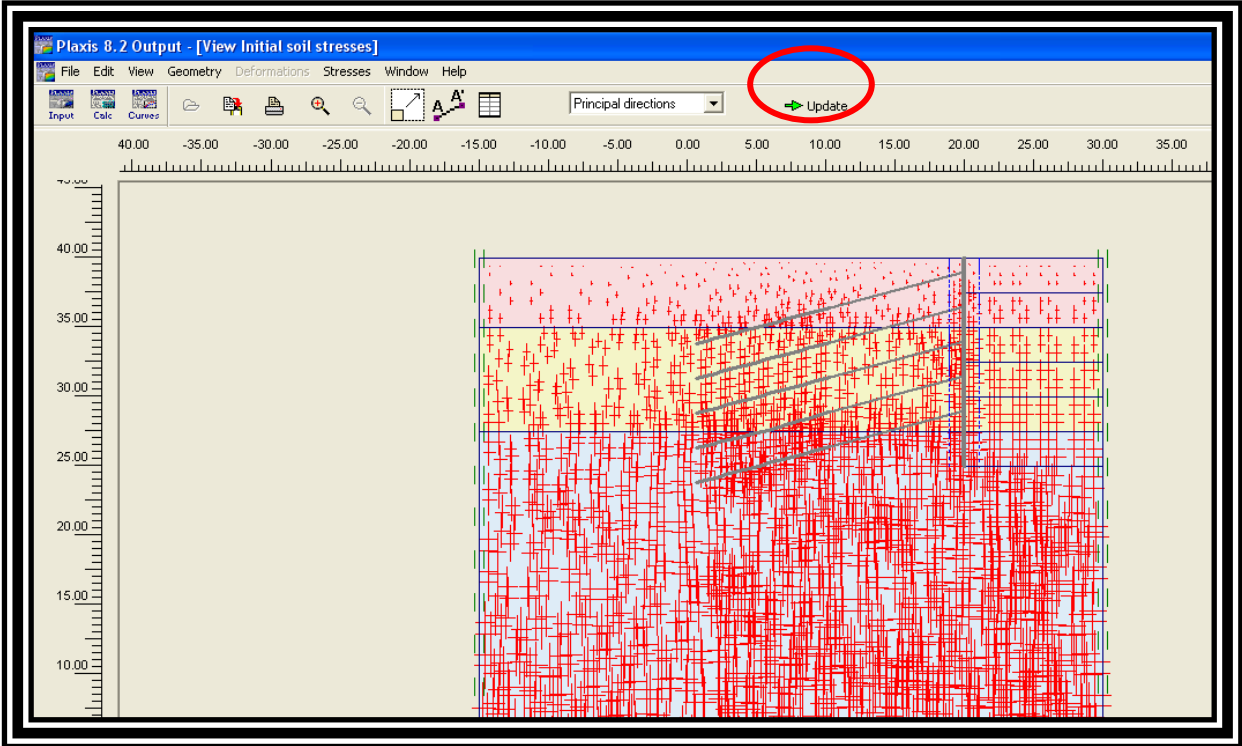 Plaxis 8.2 Output - [View Initial soil stresses]
File Edit View Geometry Deformations Stresses Window Help
Input Calc Curves A A' Principal directions Update
40.00 -35.00 -30.00 -25.00 -20.00 -15.00 -10.00 -5.00 0.00 5.00 10.00 15.00 20.00 25.00 30.00 35.00
40.00
35.00
30.00
25.00
20.00
15.00
10.00